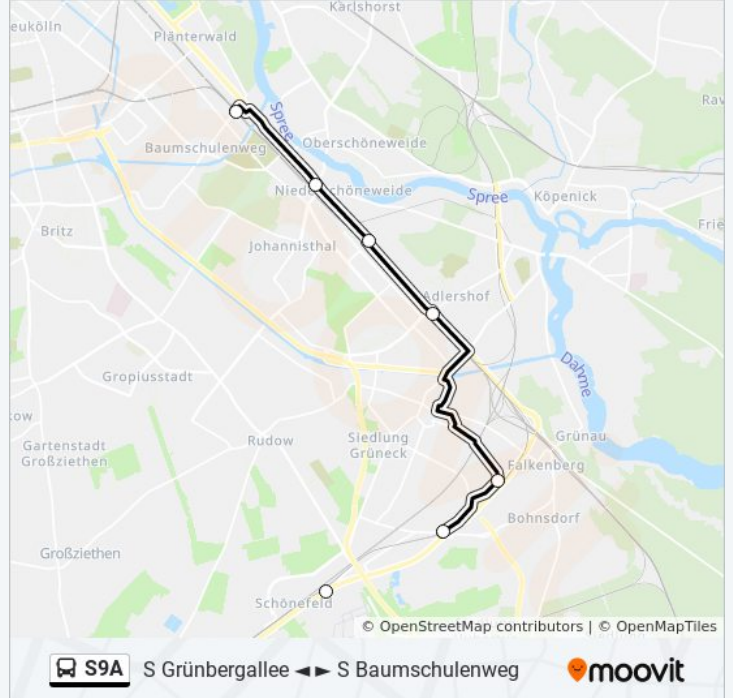 Karlshorst
eukölln
Plänterwald
Rav
Spree
Oberschöneweide
Baumschulenweg
Niederschöneweide
Spree
Köpenick
Frie
Britz
Johannisthal
Adlershof
Dahme
Gropiusstadt
kow
Gartenstadt
Großziethen
Rudow
Siedlung
Grüneck
Grünau
Falkenberg
Bohnsdorf
Großziethen
Schönefeld
© OpenStreetMap contributors | © OpenMapTiles
S9A S Grünbergallee ◄► S Baumschulenweg moovit